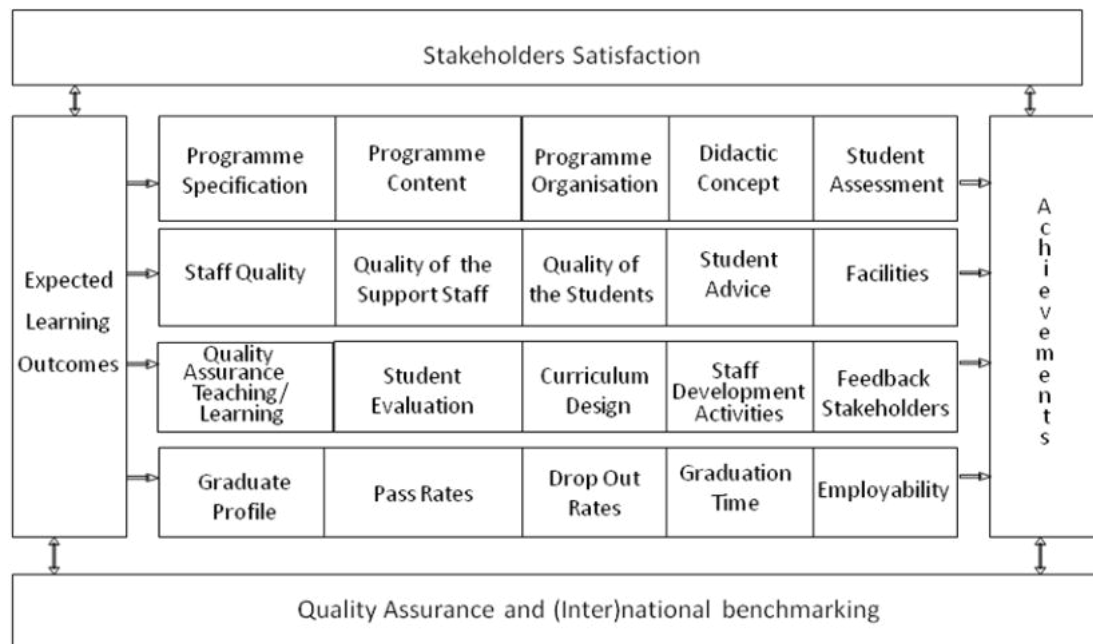 Stakeholders Satisfaction
Expected
Learning
Outcomes
Programme
Specification
Programme
Content
Programme
Organisation
Didactic
Concept
Student
Assessment
Staff Quality
Quality of the
Support Staff
Quality of
the Students
Student
Advice
Facilities
Quality
Assurance
Teaching/
Learning
Student
Evaluation
Curriculum
Design
Staff
Development
Activities
Feedback
Stakeholders
Graduate
Profile
Pass Rates
Drop Out
Rates
Graduation
Time
Employability
Achievements
Quality Assurance and (Inter)national benchmarking